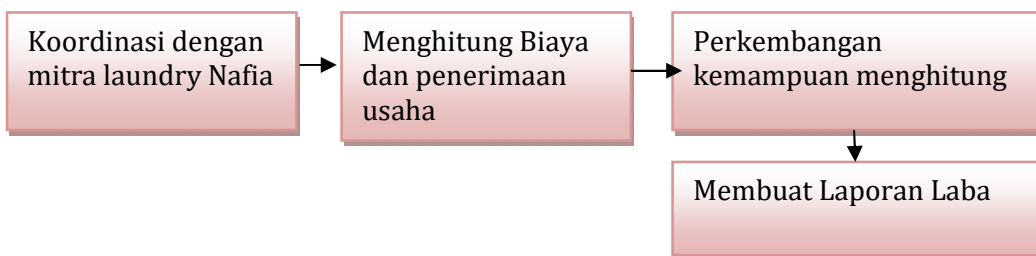 Koordinasi dengan
mitra laundry Nafia
Menghitung Biaya
dan penerimaan
usaha
Perkembangan
kemampuan menghitung
Membuat Laporan Laba